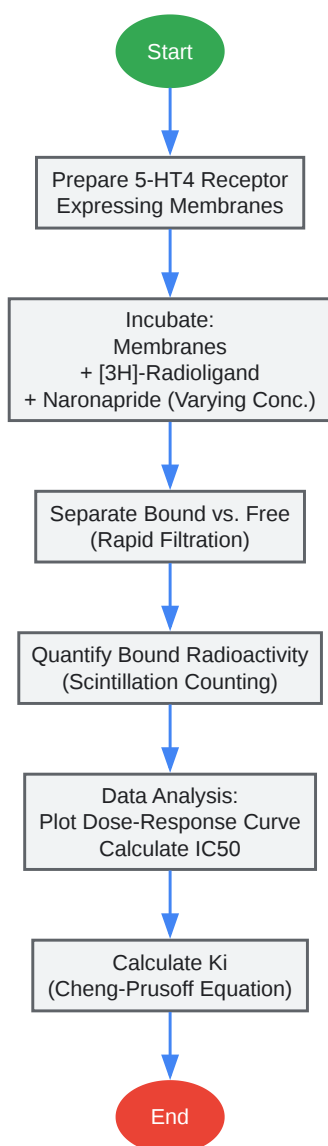 Start
Prepare 5-HT4 Receptor
Expressing Membranes
Incubate:
Membranes
+ [3H]-Radioligand
+ Naronapride (Varying Conc.)
Separate Bound vs. Free
(Rapid Filtration)
Quantify Bound Radioactivity
(Scintillation Counting)
Data Analysis:
Plot Dose-Response Curve
Calculate IC50
Calculate Ki
(Cheng-Prusoff Equation)
End